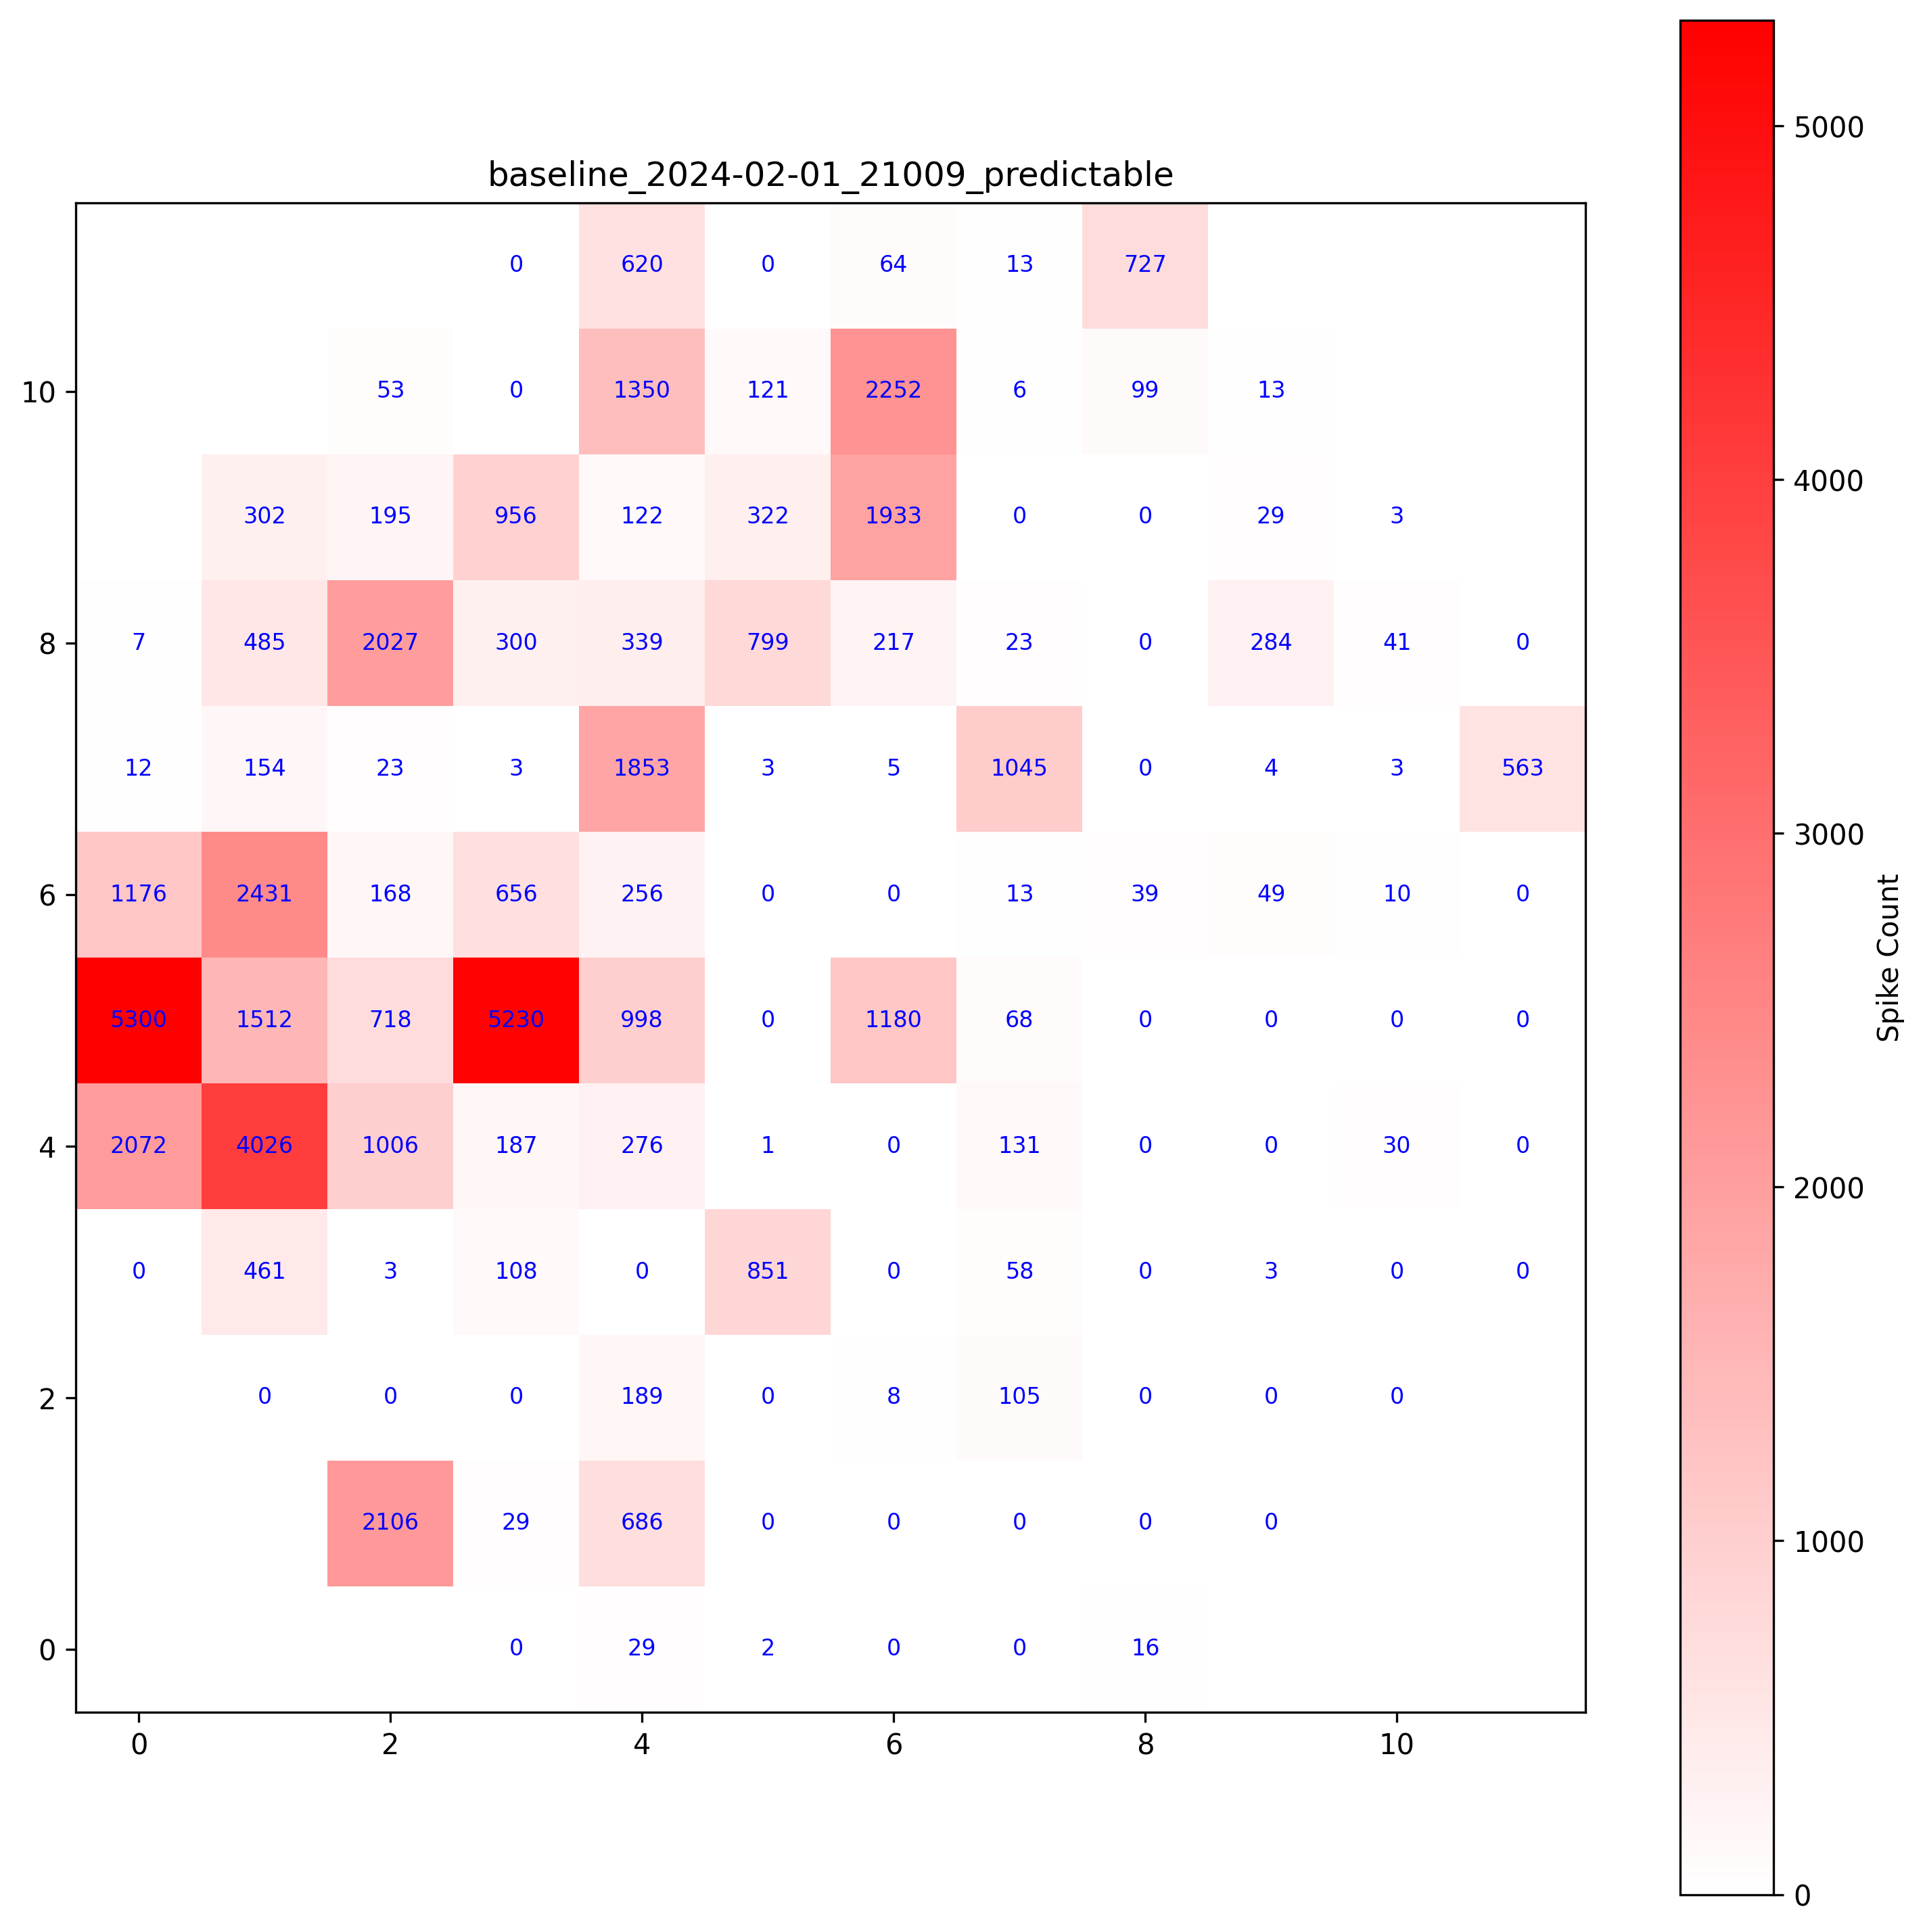 baseline_2024-02-01_21009_predictable
0 620 0 64 13 727
10 53 0 1350 121 2252 6 99 13
302 195 956 122 322 1933 0 0 29 3
8 7 485 2027 300 339 799 217 23 0 284 41 0
12 154 23 3 1853 3 5 1045 0 4 3 563
6 1176 2431 168 656 256 0 0 13 39 49 10 0
5300 1512 718 5230 998 0 1180 68 0 0 0 0
4 2072 4026 1006 187 276 1 0 131 0 0 30 0
0 461 3 108 0 851 0 58 0 3 0 0
2 0 0 0 189 0 8 105 0 0 0
2106 29 686 0 0 0 0 0
0 0 29 2 0 0 16
0 2 4 6 8 10
5000
4000
3000
2000
1000
0
Spike Count